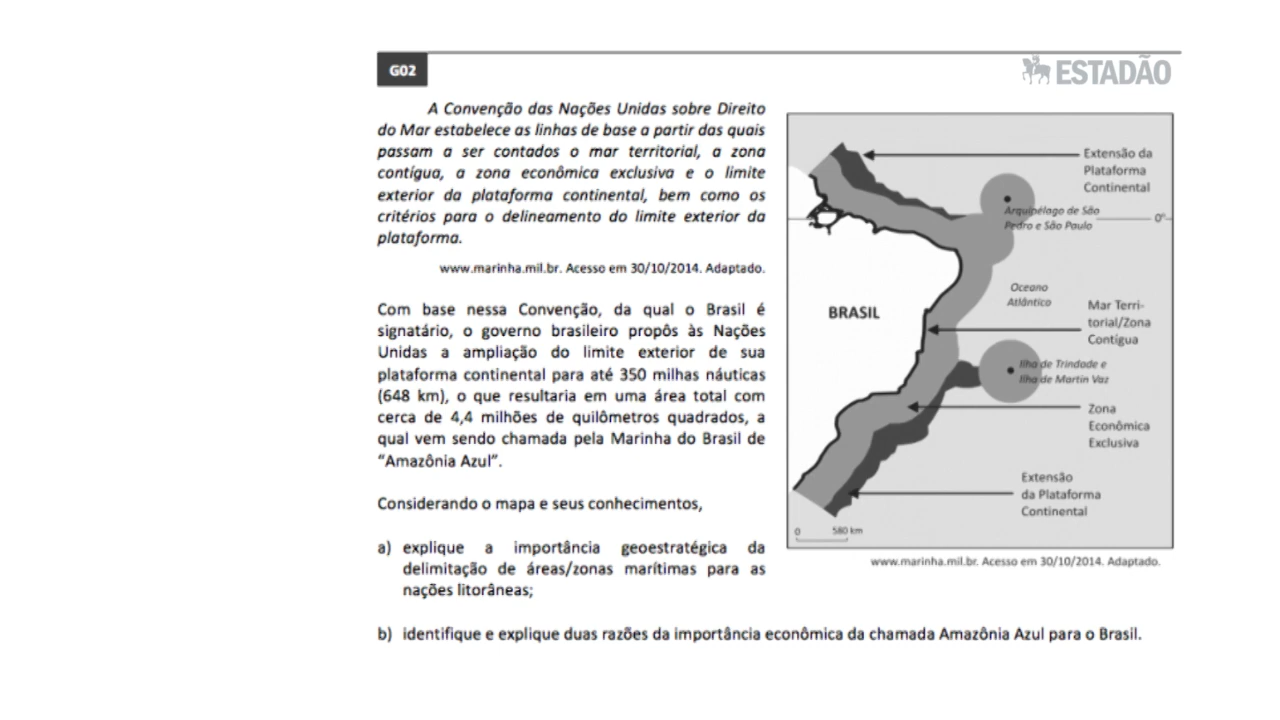 G02
ESTADÃO
A Convenção das Nações Unidas sobre Direito
do Mar estabelece as linhas de base a partir das quais
passam a ser contados o mar territorial, a zona
contígua, a zona econômica exclusiva e o limite
exterior da plataforma continental, bem como os
critérios para o delineamento do limite exterior da
plataforma.
www.marinha.mil.br. Acesso em 30/10/2014. Adaptado.
Com base nessa Convenção, da qual o Brasil é
signatário, o governo brasileiro propôs às Nações
Unidas a ampliação do limite exterior de sua
plataforma continental para até 350 milhas náuticas
(648 km), o que resultaria em uma área total com
cerca de 4,4 milhões de quilômetros quadrados, a
qual vem sendo chamada pela Marinha do Brasil de
“Amazônia Azul”.
Considerando o mapa e seus conhecimentos,
a) explique a importância geoestratégica da
delimitação de áreas/zonas marítimas para as
nações litorâneas;
Extensão da
Plataforma
Continental
Arquipélago de São
Pedro e São Paulo
0°
Oceano
Atlântico
BRASIL
Mar Terri-
torial/Zona
Contígua
Ilha de Trindade e
Ilha de Martin Vaz
Zona
Econômica
Exclusiva
Extensão
da Plataforma
Continental
0 580 km
www.marinha.mil.br. Acesso em 30/10/2014. Adaptado.
b) identifique e explique duas razões da importância econômica da chamada Amazônia Azul para o Brasil.